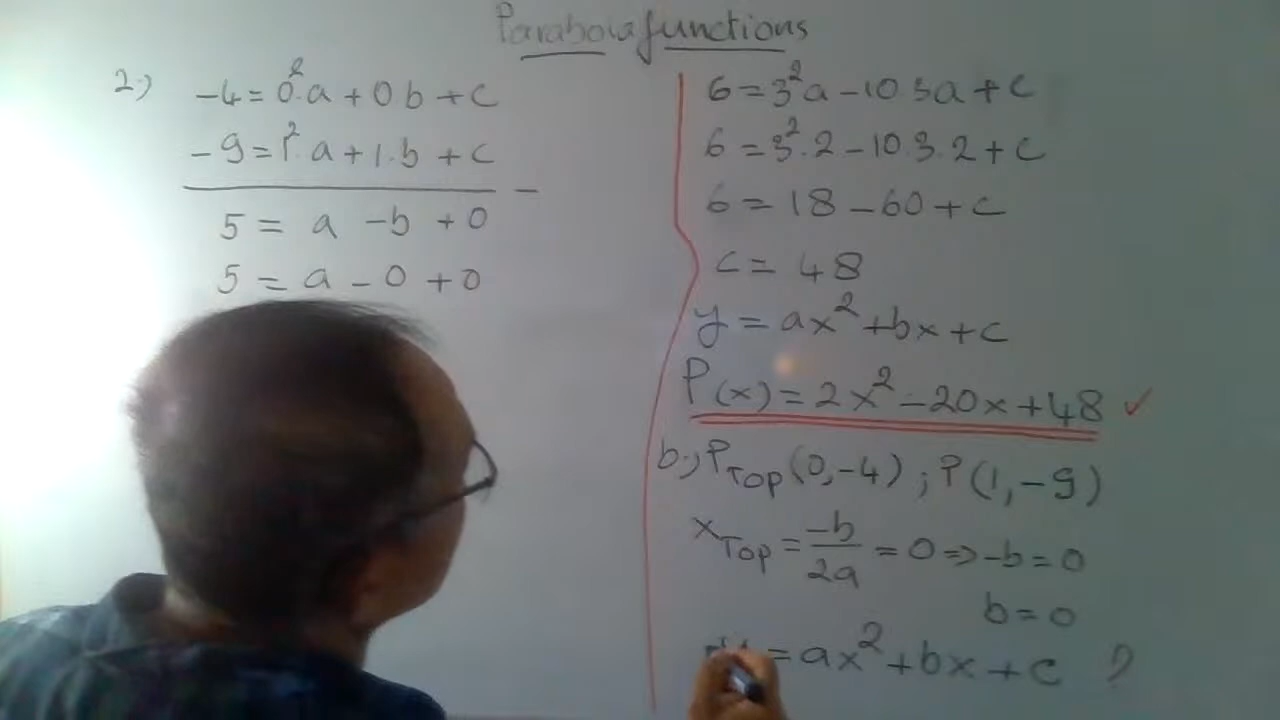 Parabola functions
2.) -4 = 0².a + 0 b + c
-9 = 1².a + 1.b + c
5 = a - b + 0
5 = a - 0 + 0
6 = 3²a - 10 3a + c
6 = 3².2 - 10.3.2 + c
6 = 18 - 60 + c
c = 48
y = ax² + bx + c
P(x) = 2x² - 20x + 48 ✓
b.) P_TOP(0, -4) ; P(1, -9)
x_TOP = -b/2a = 0 => -b = 0
b = 0
= ax² + bx + c ?